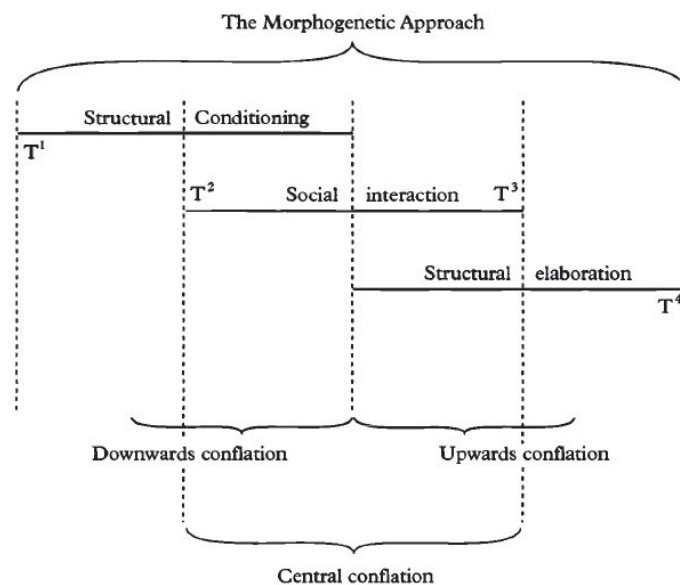 The Morphogenetic Approach
Structural Conditioning
T¹
T² Social interaction T³
Structural elaboration
T⁴
Downwards conflation Upwards conflation
Central conflation